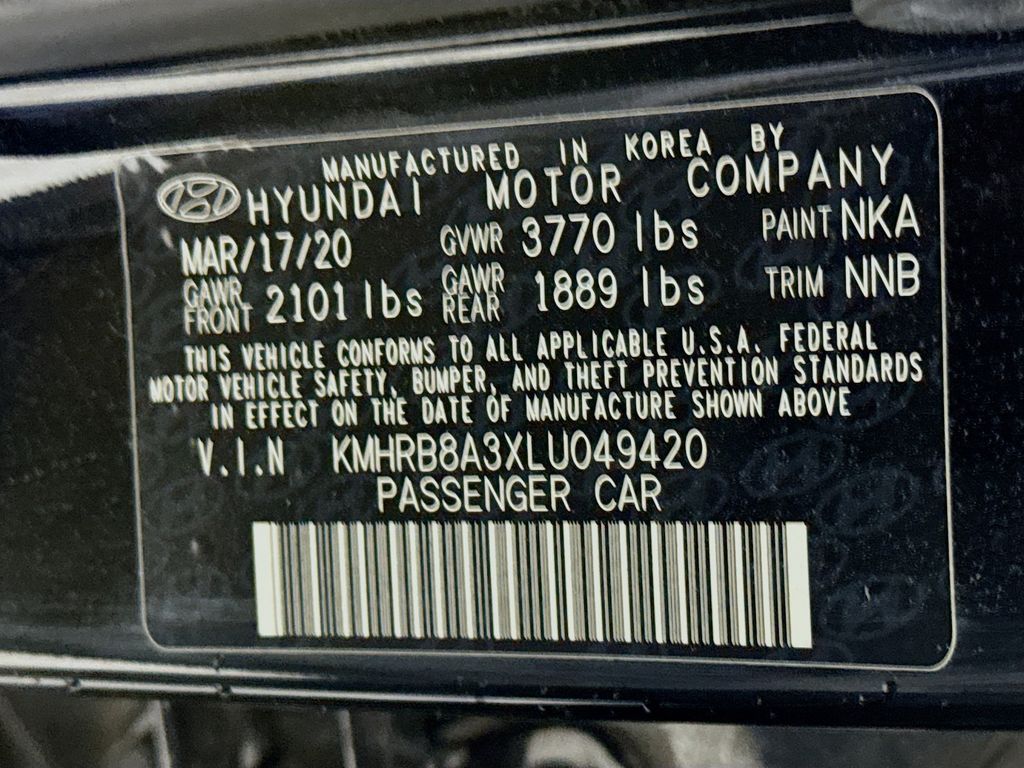 MANUFACTURED IN KOREA BY
HYUNDAI MOTOR COMPANY
MAR/17/20 GVWR 3770 lbs PAINT NKA
GAWR FRONT 2101 lbs GAWR REAR 1889 lbs TRIM NNB
THIS VEHICLE CONFORMS TO ALL APPLICABLE U.S.A. FEDERAL
MOTOR VEHICLE SAFETY, BUMPER, AND THEFT PREVENTION STANDARDS
IN EFFECT ON THE DATE OF MANUFACTURE SHOWN ABOVE
V.I.N KMHRB8A3XLU049420
PASSENGER CAR